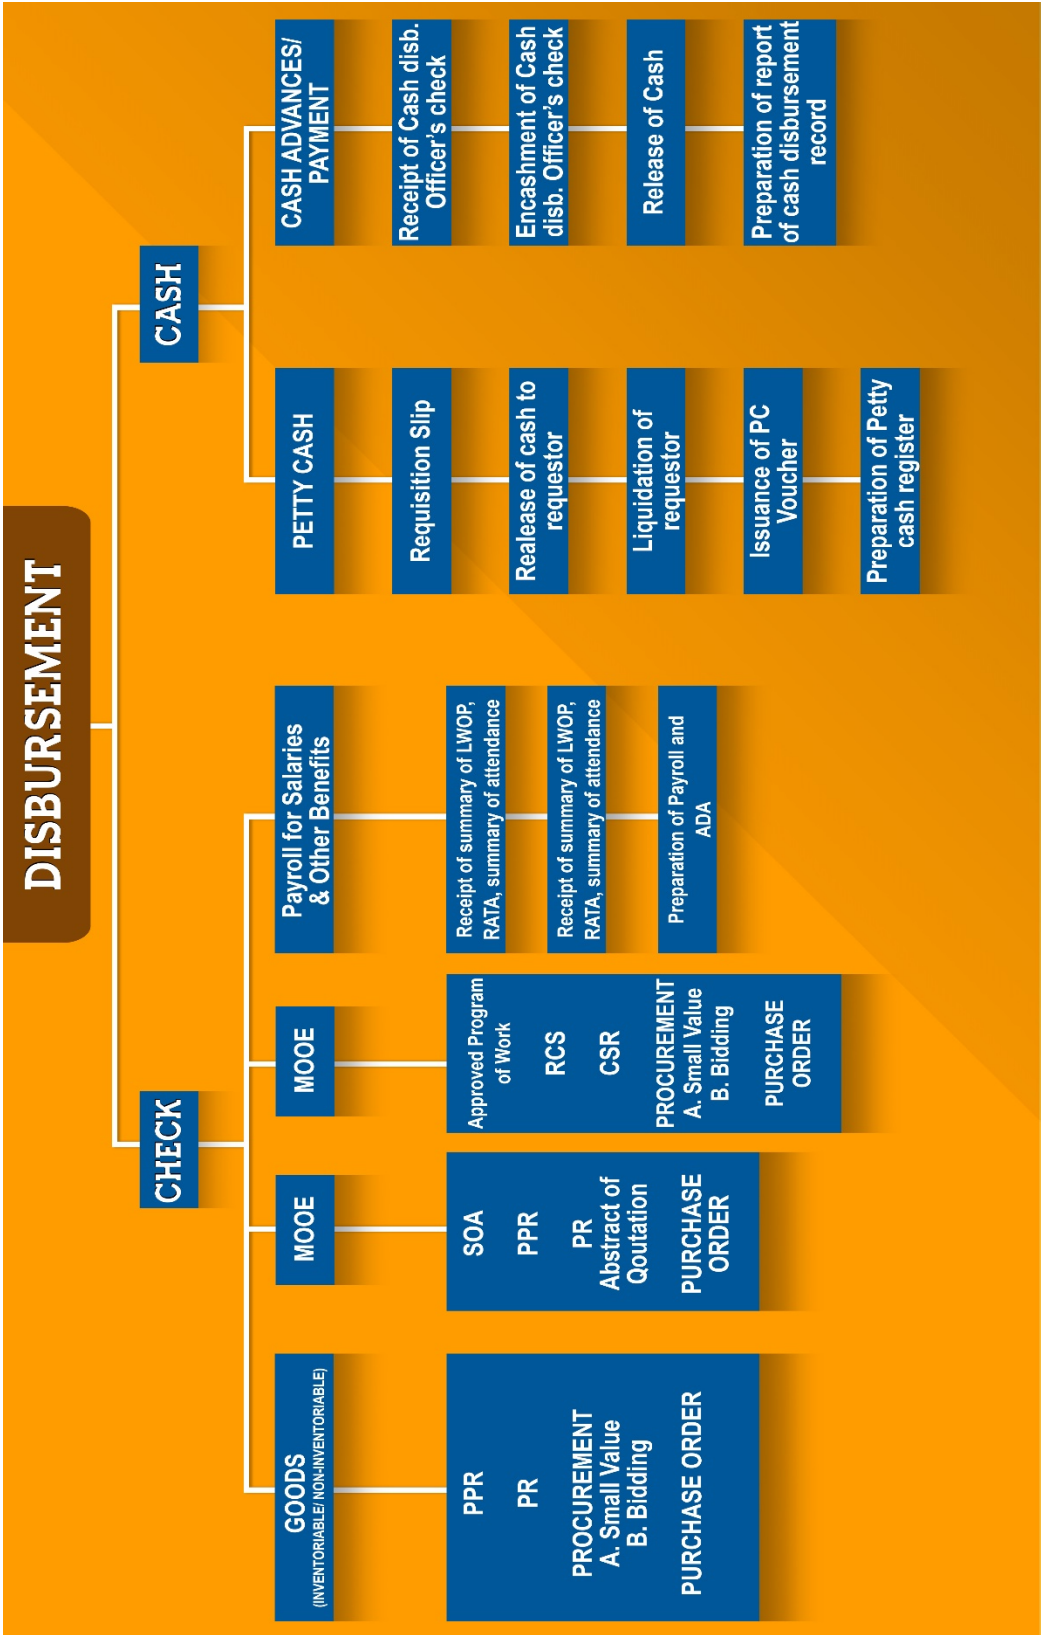 DISBURSEMENT
CHECK
CASH
GOODS
(INVENTORIABLE/ NON-INVENTORIABLE)
PPR
PR
PROCUREMENT
A. Small Value
B. Bidding
PURCHASE ORDER
MOOE
SOA
PPR
PR
Abstract of
Qoutation
PURCHASE
ORDER
MOOE
Approved Program
of Work
RCS
CSR
PROCUREMENT
A. Small Value
B. Bidding
PURCHASE
ORDER
Payroll for Salaries
& Other Benefits
Receipt of summary of LWOP,
RATA, summary of attendance
Receipt of summary of LWOP,
RATA, summary of attendance
Preparation of Payroll and
ADA
PETTY CASH
Requisition Slip
Realease of cash to
requestor
Liquidation of
requestor
Issuance of PC
Voucher
Preparation of Petty
cash register
CASH ADVANCES/
PAYMENT
Receipt of Cash disb.
Officer's check
Encashment of Cash
disb. Officer's check
Release of Cash
Preparation of report
of cash disbursement
record